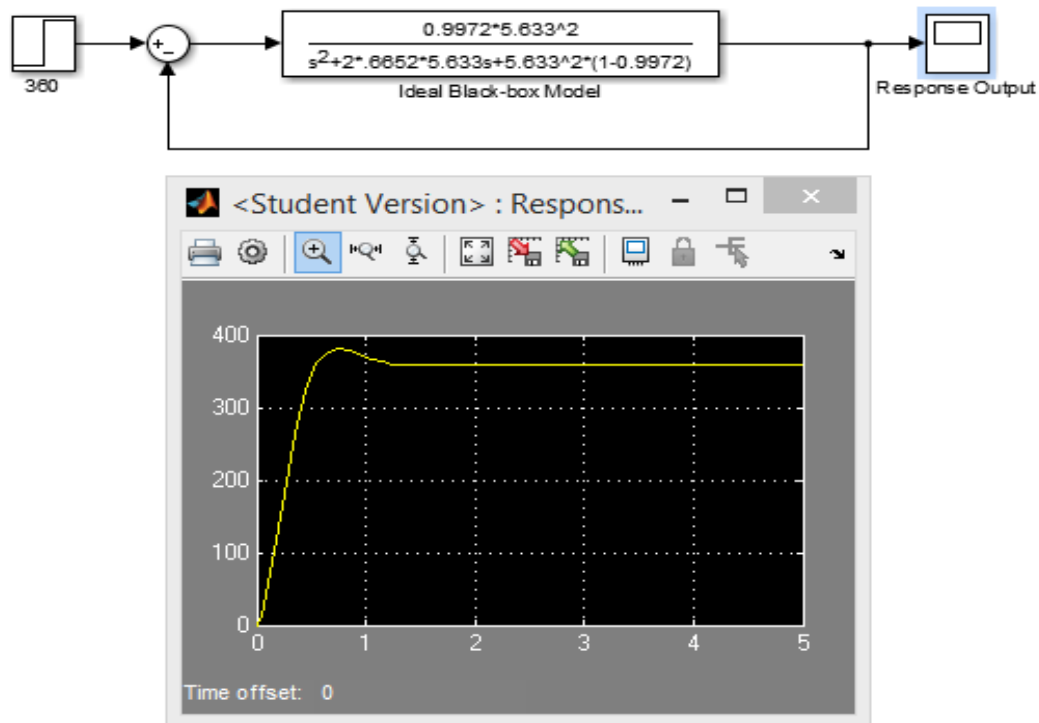 0.9972*5.633^2
s²+2*.6652*5.633s+5.633^2*(1-0.9972)
+
−
360
Ideal Black-box Model
Response Output
<Student Version> : Respons...
400
300
200
100
0
0 1 2 3 4 5
Time offset: 0